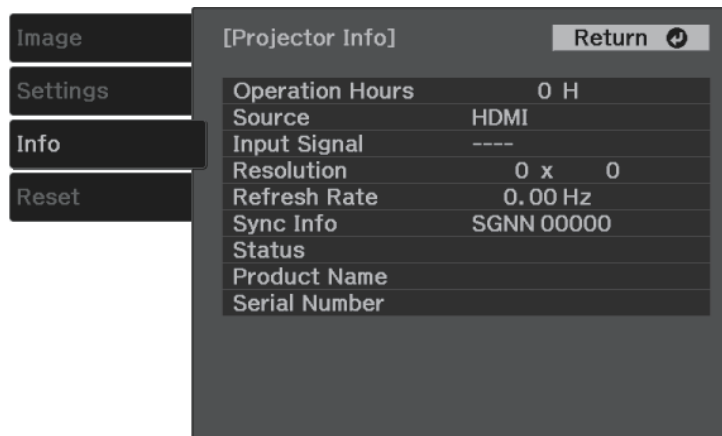 Image
Settings
Info
Reset
[Projector Info]
Return
Operation Hours 0 H
Source HDMI
Input Signal ----
Resolution 0 x 0
Refresh Rate 0.00 Hz
Sync Info SGNN 00000
Status
Product Name
Serial Number